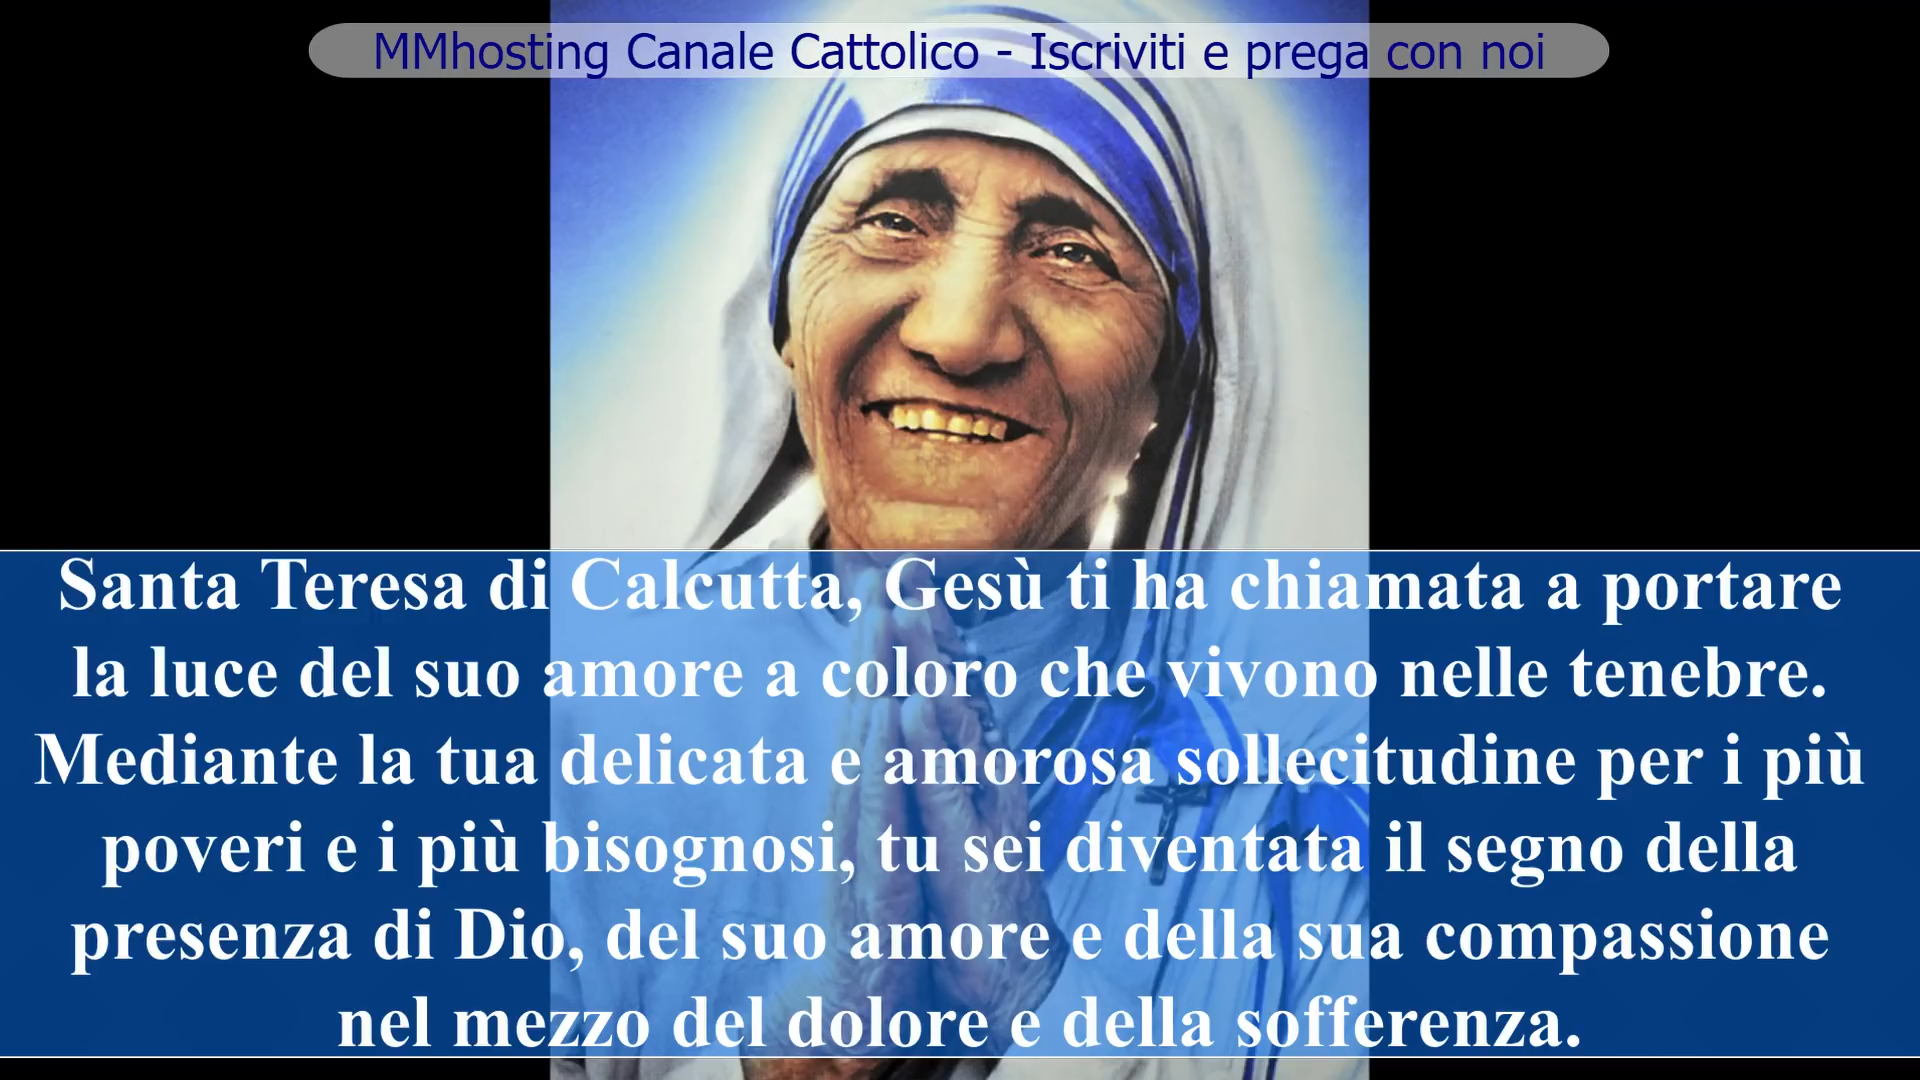 MMhosting Canale Cattolico - Iscriviti e prega con noi
Santa Teresa di Calcutta, Gesù ti ha chiamata a portare
la luce del suo amore a coloro che vivono nelle tenebre.
Mediante la tua delicata e amorosa sollecitudine per i più
poveri e i più bisognosi, tu sei diventata il segno della
presenza di Dio, del suo amore e della sua compassione
nel mezzo del dolore e della sofferenza.